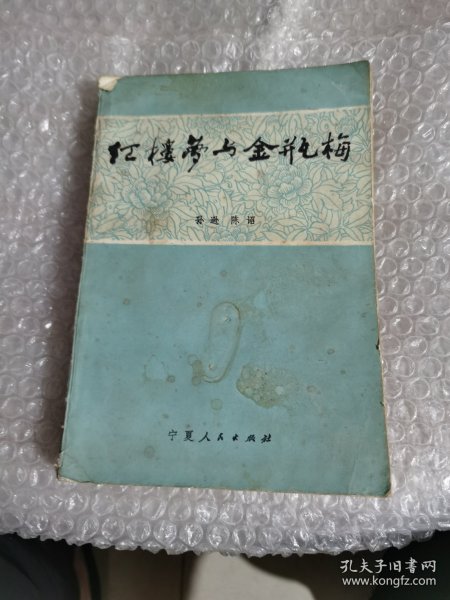 红楼梦与金瓶梅
孙逊 陈诏
宁夏人民出版社
孔夫子旧书网
www.kongfz.com